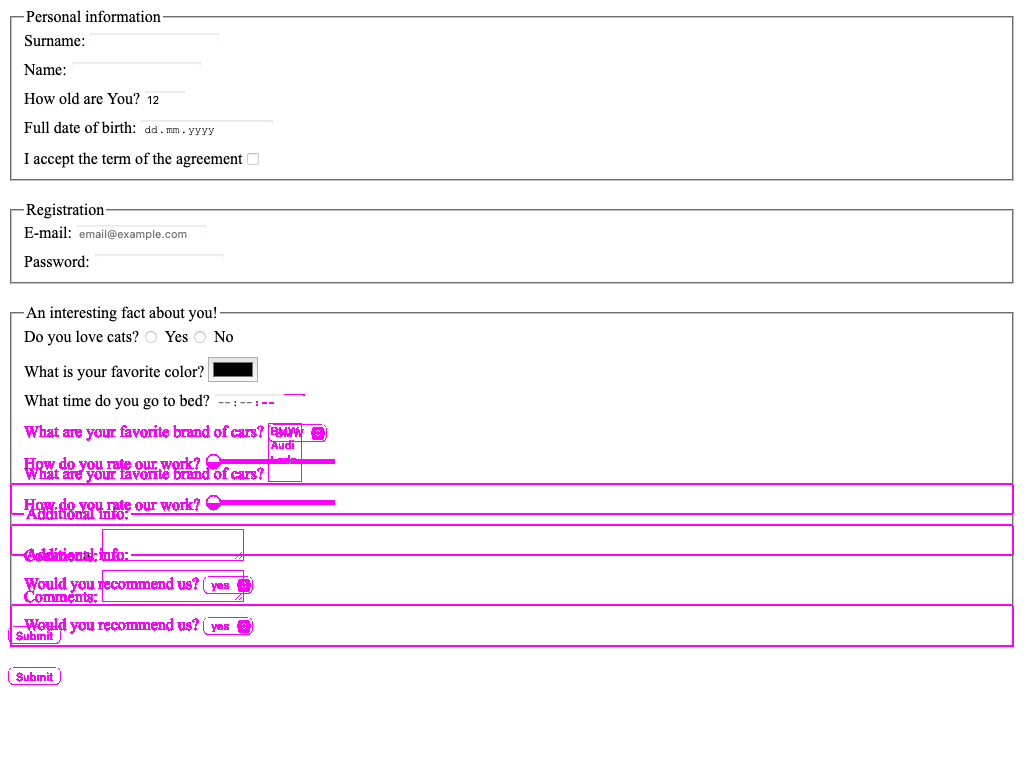 Personal information
Surname:
Name:
How old are You? 12
Full date of birth: dd.mm.yyyy
I accept the term of the agreement
Registration
E-mail: email@example.com
Password:
An interesting fact about you!
Do you love cats? Yes No
What is your favorite color?
What time do you go to bed? --:--:--
What are your favorite brand of cars? BMW
Audi
How do you rate our work?
What are your favorite brand of cars?
How do you rate our work?
Additional info:
Additional info:
Would you recommend us? yes
Comments:
Would you recommend us? yes
Submit
Submit